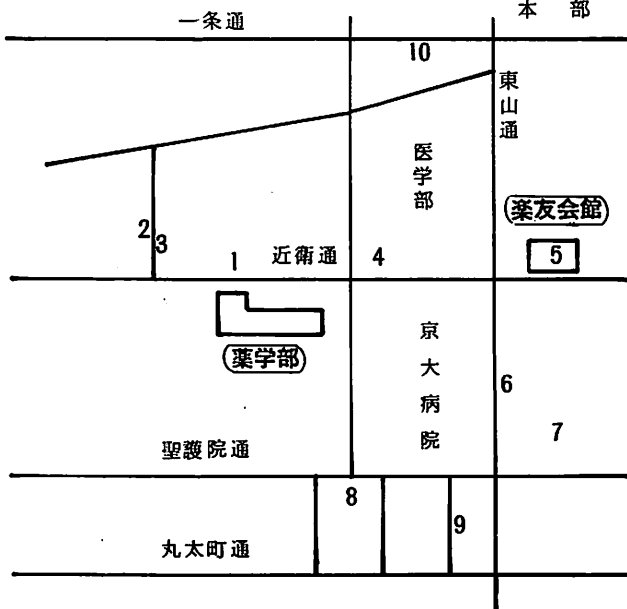 本部
一条通
10
東山通
医学部
楽友会館
2
3
1
近衛通
4
5
薬学部
京大病院
6
7
聖護院通
8
9
丸太町通